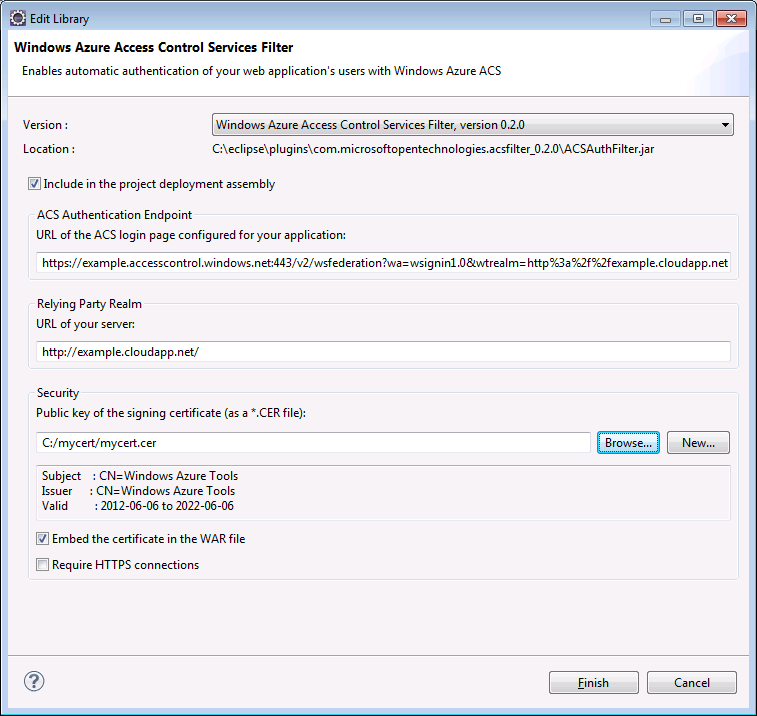 Edit Library
Windows Azure Access Control Services Filter
Enables automatic authentication of your web application's users with Windows Azure ACS
Version :
Windows Azure Access Control Services Filter, version 0.2.0
Location :
C:\eclipse\plugins\com.microsoftopentechnologies.acsfilter_0.2.0\ACSAuthFilter.jar
Include in the project deployment assembly
ACS Authentication Endpoint
URL of the ACS login page configured for your application:
https://example.accesscontrol.windows.net:443/v2/wsfederation?wa=wsignin1.0&wtrealm=http%3a%2f%2fexample.cloudapp.net
Relying Party Realm
URL of your server:
http://example.cloudapp.net/
Security
Public key of the signing certificate (as a *.CER file):
C:/mycert/mycert.cer
Browse...
New...
Subject : CN=Windows Azure Tools
Issuer : CN=Windows Azure Tools
Valid : 2012-06-06 to 2022-06-06
Embed the certificate in the WAR file
Require HTTPS connections
?
Finish
Cancel